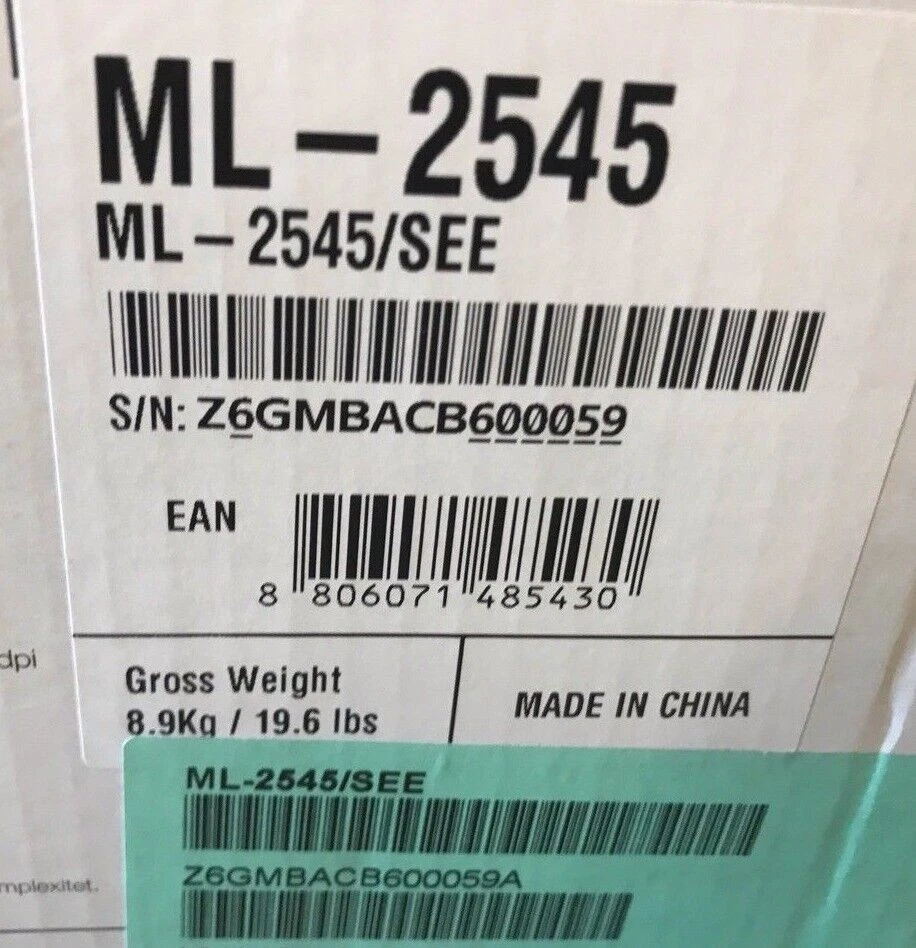 ML-2545
ML-2545/SEE
S/N: Z6GMBACB600059
EAN
8 806071 485430
dpi
Gross Weight
8.9Kg / 19.6 lbs
MADE IN CHINA
ML-2545/SEE
Z6GMBACB600059A
mplexitet.